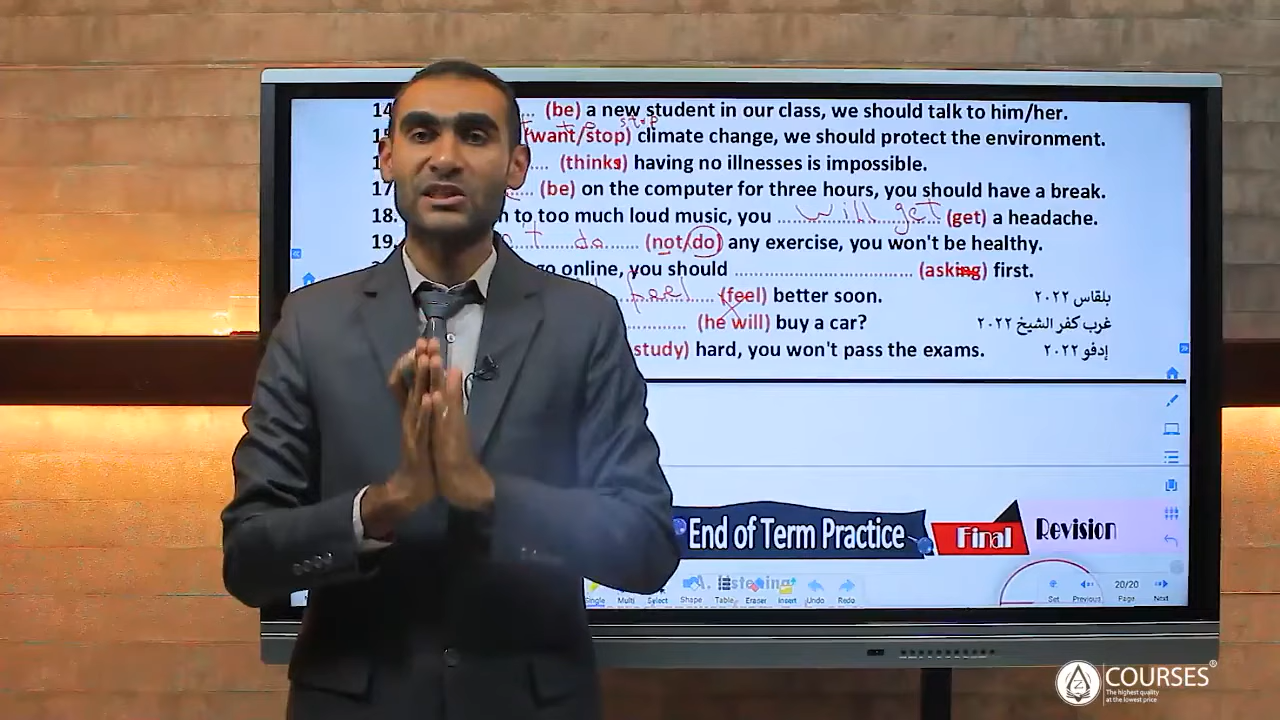 14 ... (be) a new student in our class, we should talk to him/her.
stop
(want/stop) climate change, we should protect the environment.
(thinks) having no illnesses is impossible.
17 (be) on the computer for three hours, you should have a break.
18. to too much loud music, you will get (get) a headache.
19. t do (not/do) any exercise, you won't be healthy.
go online, you should (asking) first.
feel (feel) better soon. بلقاس ٢٠٢٢
(he will) buy a car? غرب كفر الشيخ ٢٠٢٢
study) hard, you won't pass the exams. إدفو ٢٠٢٢
End of Term Practice Final Revision
A. Listening
Single Multi Select Shape Table Eraser Insert Undo Redo Set Previous 20/20 Page Next
COURSES®
The highest quality
at the lowest price